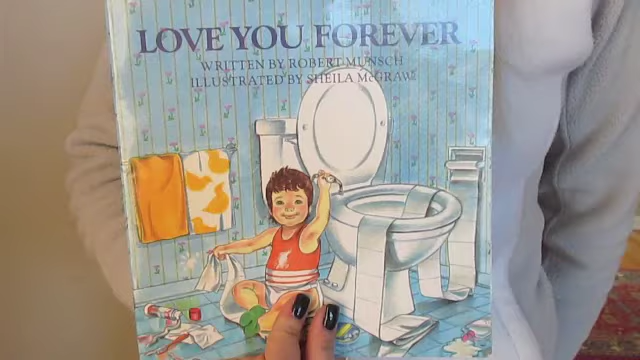 LOVE YOU FOREVER
WRITTEN BY ROBERT MUNSCH
ILLUSTRATED BY SHEILA McGRAW